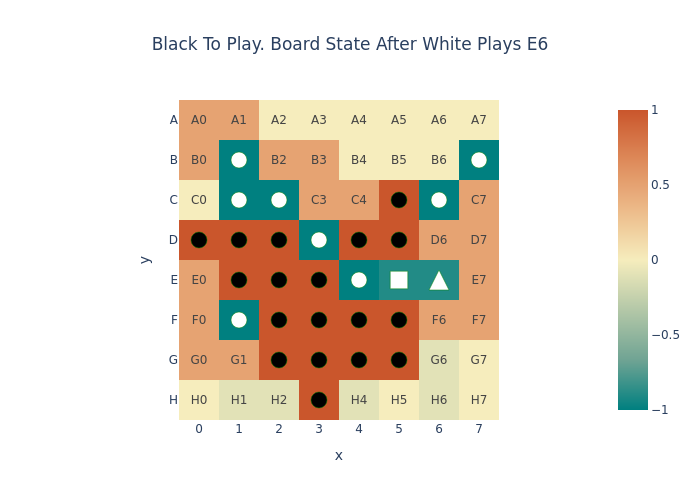 Black To Play. Board State After White Plays E6
A A0 A1 A2 A3 A4 A5 A6 A7
B B0 B2 B3 B4 B5 B6
C C0 C3 C4 C7
D D6 D7
E E0 E7
F F0 F6 F7
G G0 G1 G6 G7
H H0 H1 H2 H4 H5 H6 H7
0 1 2 3 4 5 6 7
x
y
1
0.5
0
−0.5
−1